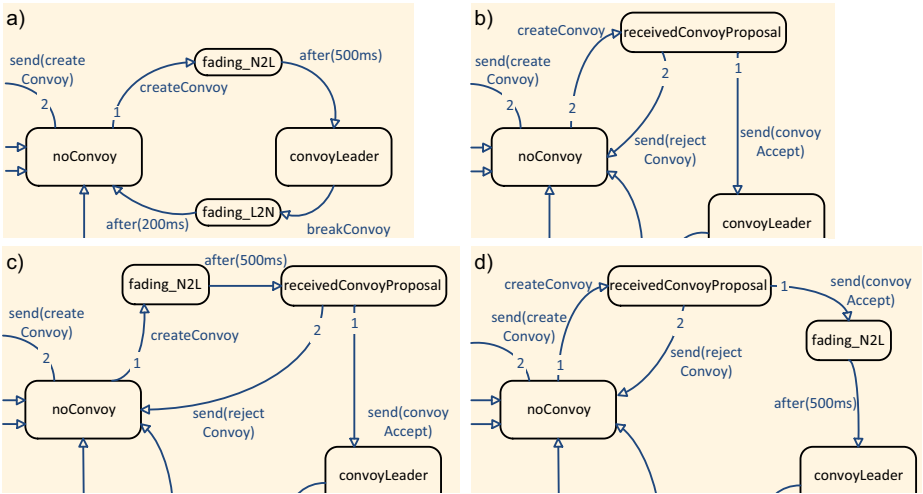 a)
send(create
Convoy)
2
1
createConvoy
fading_N2L
after(500ms)
noConvoy
convoyLeader
fading_L2N
after(200ms)
breakConvoy
b)
createConvoy
receivedConvoyProposal
send(create
Convoy)
2
2
2
1
send(reject
Convoy)
send(convoy
Accept)
noConvoy
convoyLeader
c)
after(500ms)
fading_N2L
receivedConvoyProposal
send(create
Convoy)
2
1
createConvoy
2
1
noConvoy
send(reject
Convoy)
send(convoy
Accept)
convoyLeader
d)
createConvoy
receivedConvoyProposal
1
send(convoy
Accept)
send(create
Convoy)
2
1
2
send(reject
Convoy)
fading_N2L
noConvoy
after(500ms)
convoyLeader